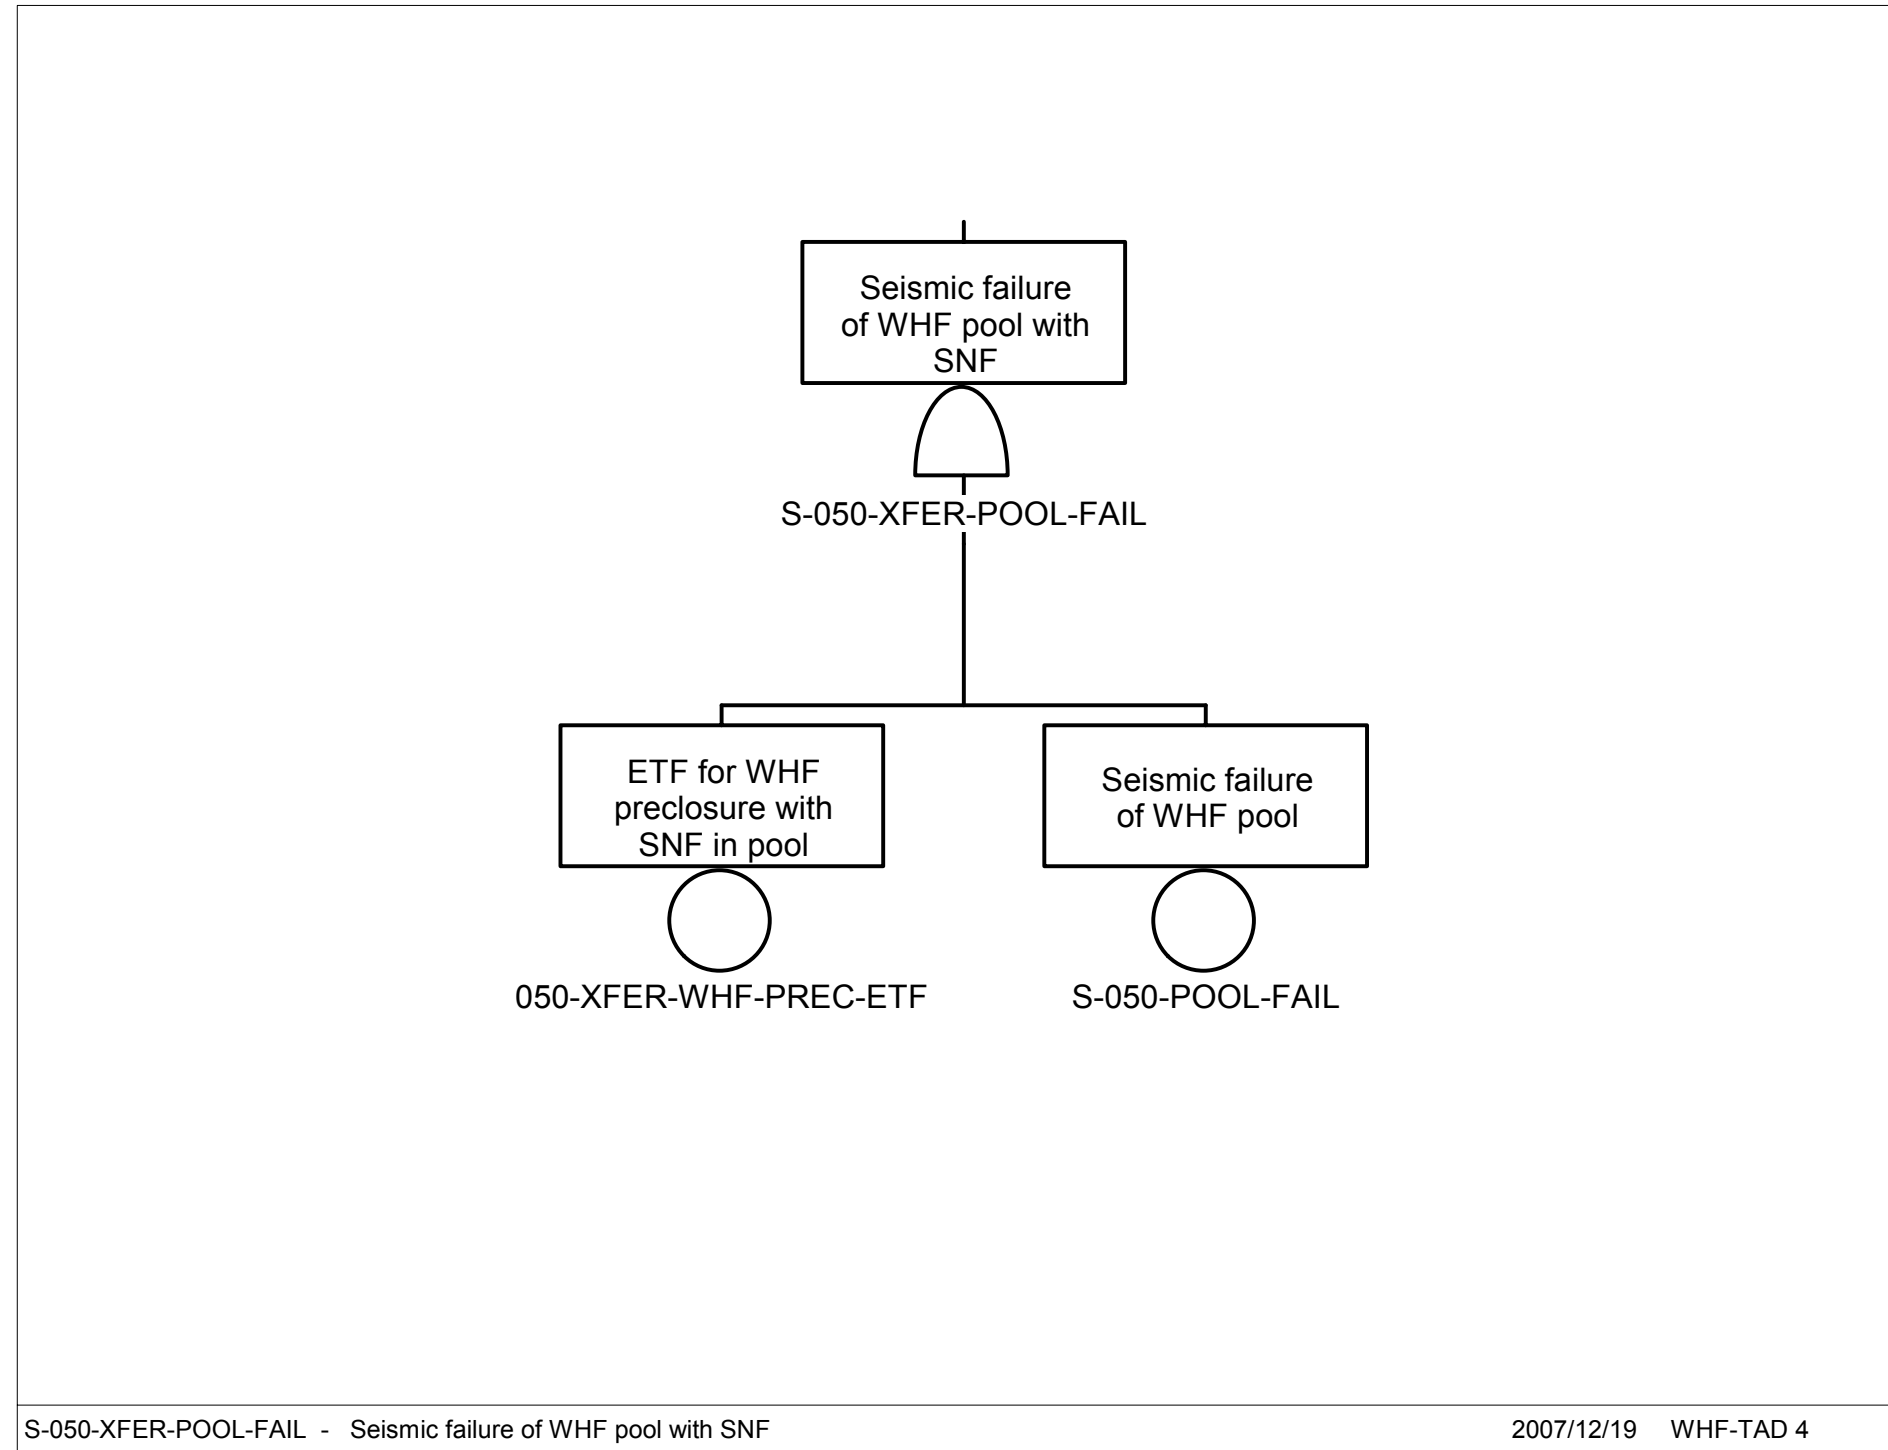 Seismic failure
of WHF pool with
SNF
S-050-XFER-POOL-FAIL
ETF for WHF
preclosure with
SNF in pool
050-XFER-WHF-PREC-ETF
Seismic failure
of WHF pool
S-050-POOL-FAIL
S-050-XFER-POOL-FAIL - Seismic failure of WHF pool with SNF 2007/12/19 WHF-TAD 4